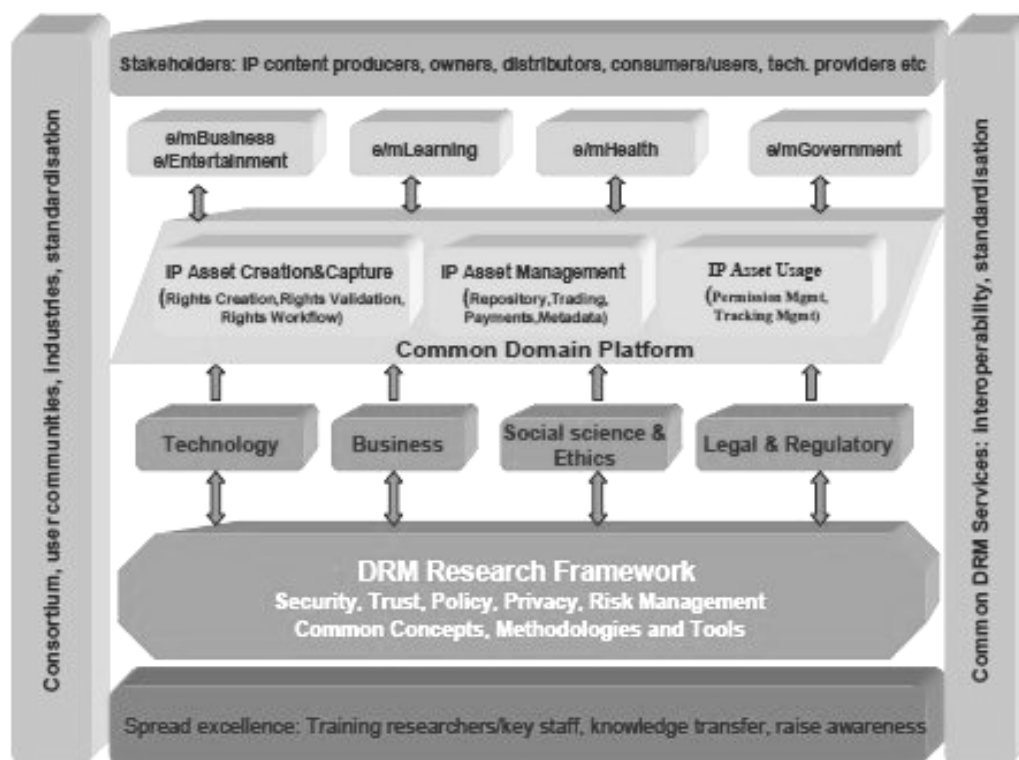 Consortium, user communities, industries, standardisation
Stakeholders: IP content producers, owners, distributors, consumers/users, tech. providers etc
e/mBusiness
e/Entertainment
e/mLearning
e/mHealth
e/mGovernment
IP Asset Creation&Capture
(Rights Creation,Rights Validation,
Rights Workflow)
IP Asset Management
(Repository,Trading,
Payments,Metadata)
IP Asset Usage
(Permission Mgmt,
Tracking Mgmt)
Common Domain Platform
Technology
Business
Social science &
Ethics
Legal & Regulatory
DRM Research Framework
Security, Trust, Policy, Privacy, Risk Management
Common Concepts, Methodologies and Tools
Spread excellence: Training researchers/key staff, knowledge transfer, raise awareness
Common DRM Services: interoperability, standardisation